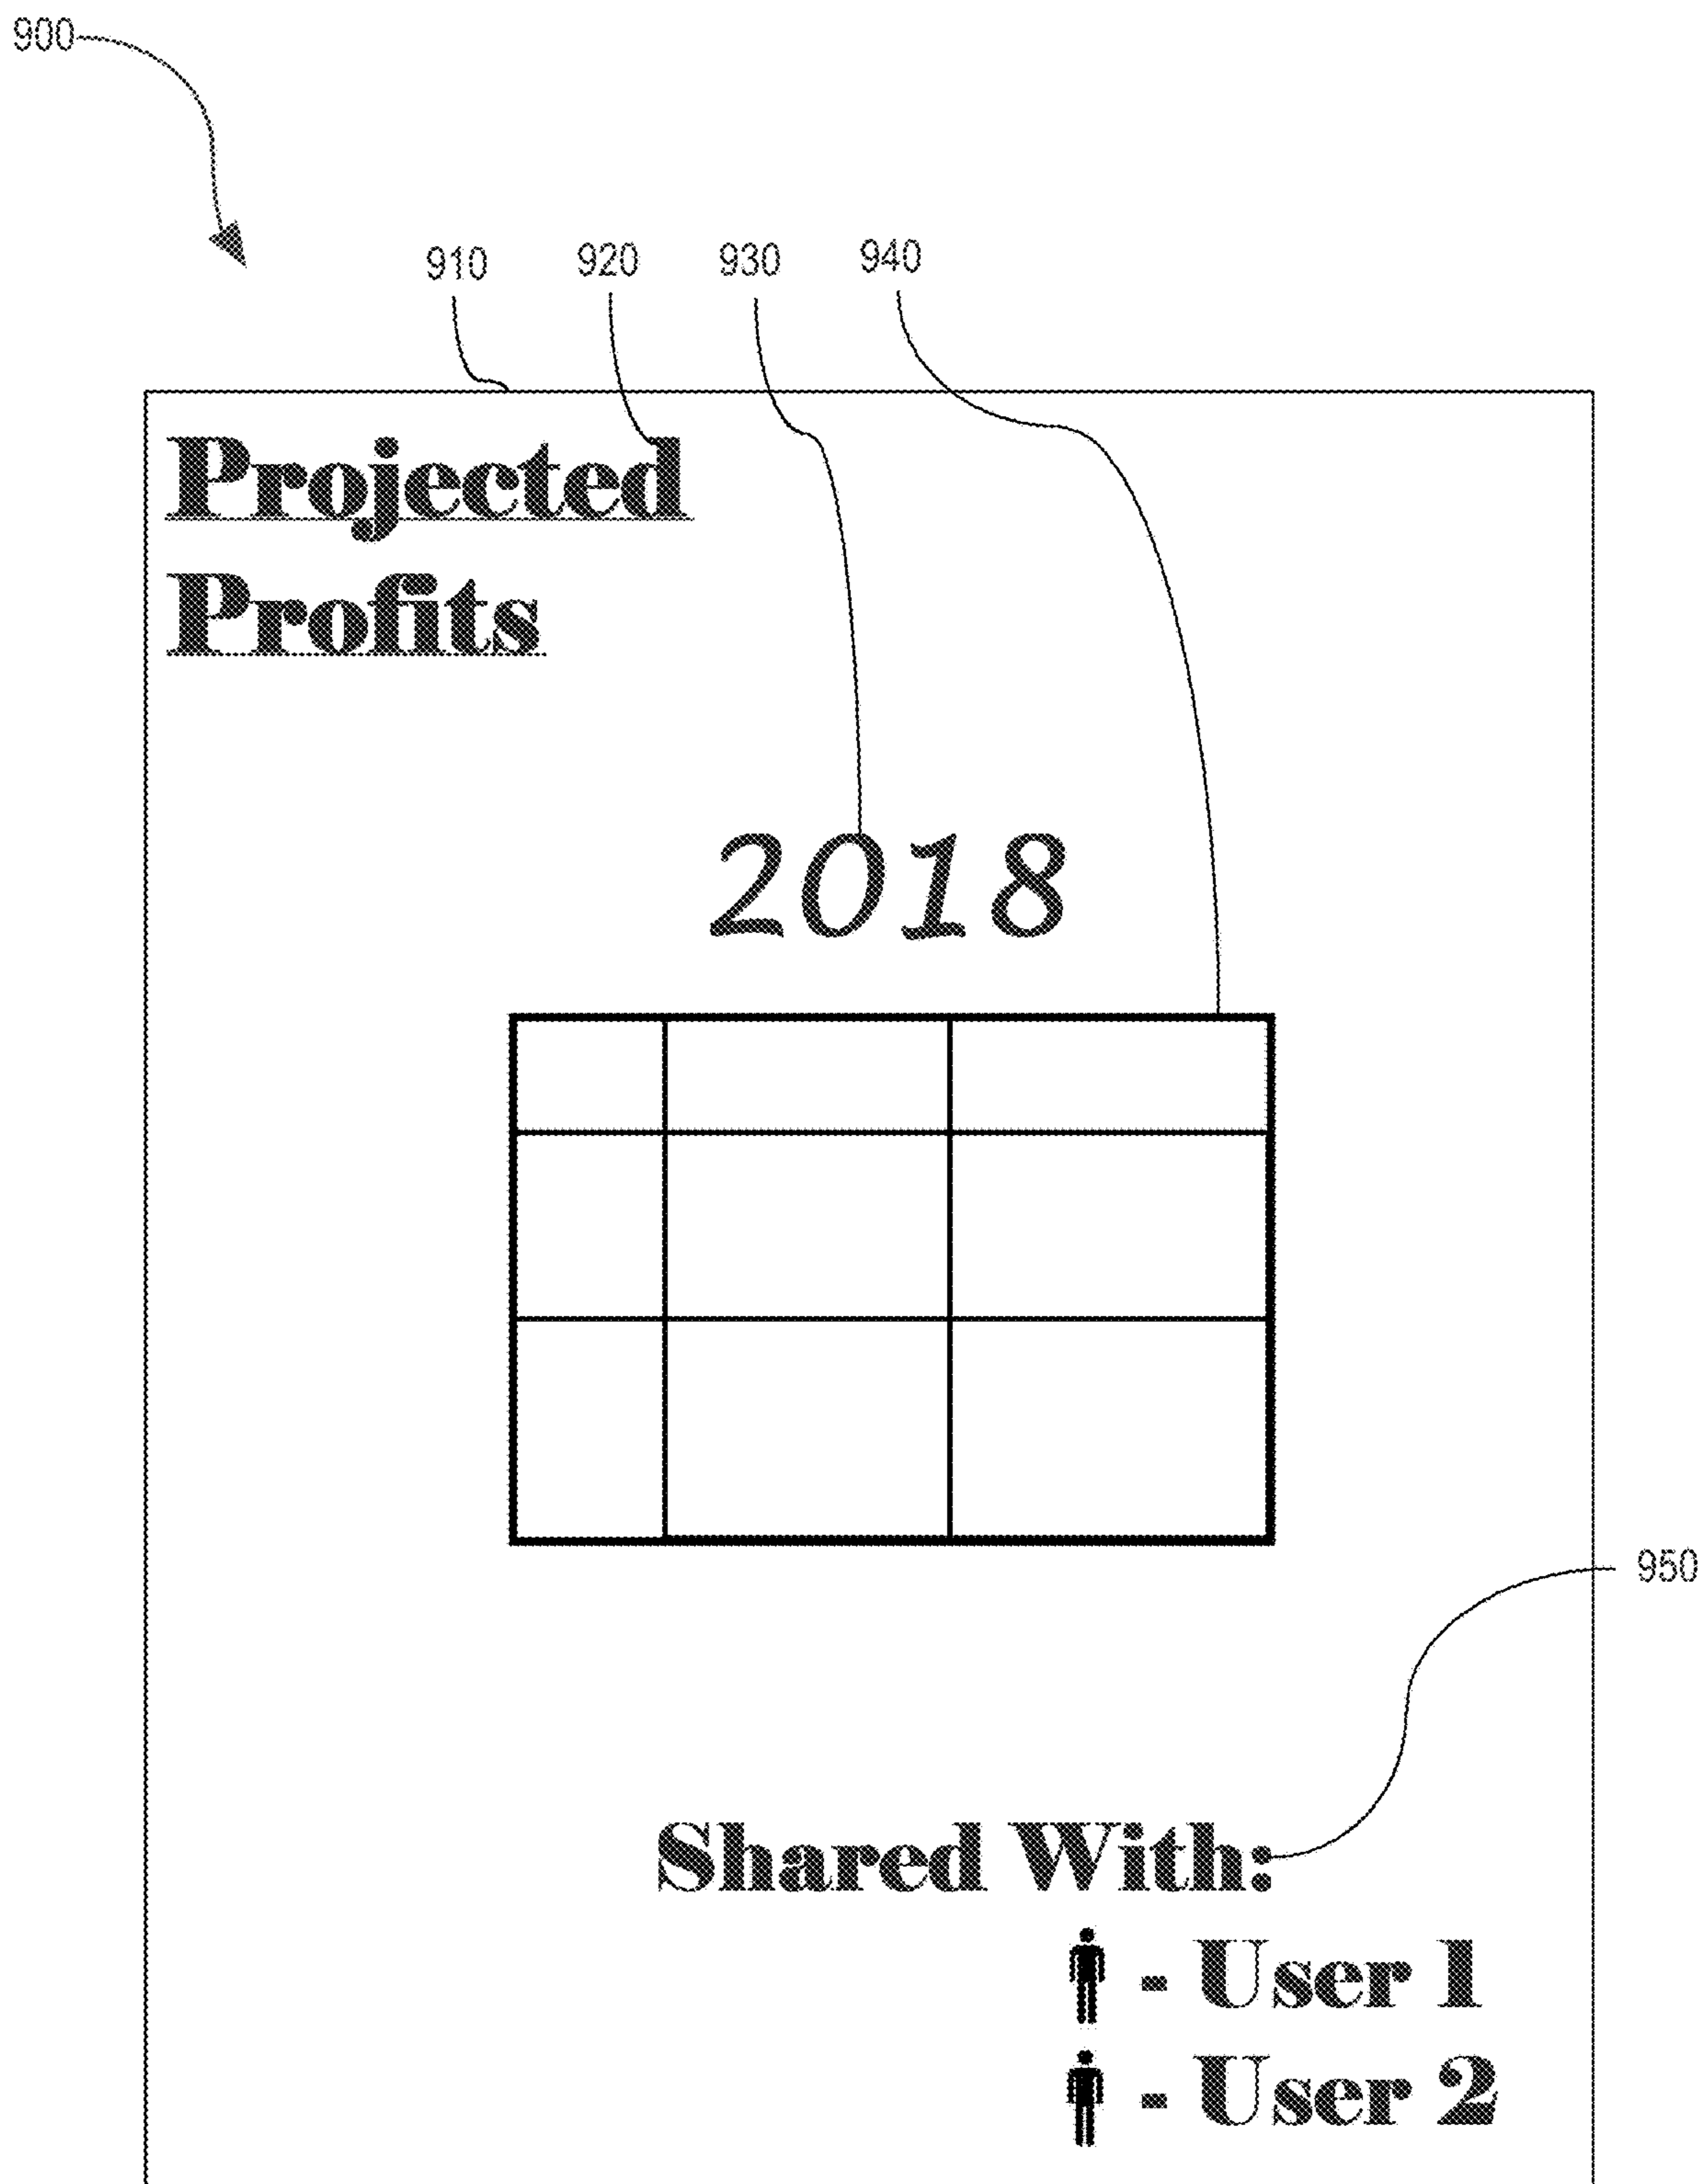 900
910 920 930 940
Projected
Profits
2018
950
Shared With:
- User 1
- User 2